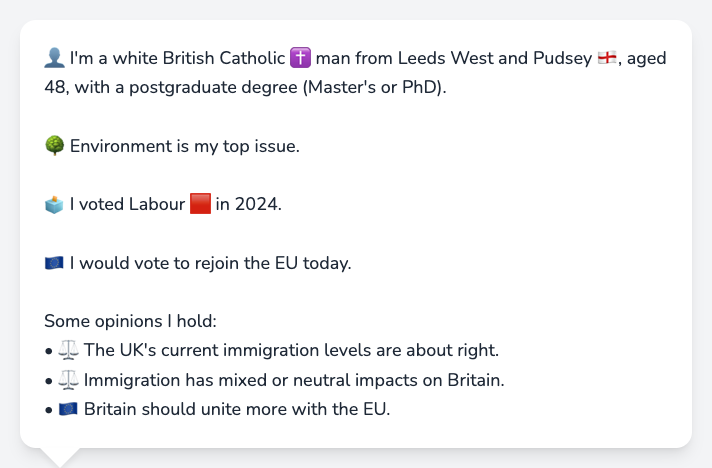 👤 I'm a white British Catholic ✝️ man from Leeds West and Pudsey 🏴󠁧󠁢󠁥󠁮󠁧󠁿, aged
48, with a postgraduate degree (Master's or PhD).
🌳 Environment is my top issue.
🗳️ I voted Labour 🟥 in 2024.
🇪🇺 I would vote to rejoin the EU today.
Some opinions I hold:
• ⚖️ The UK's current immigration levels are about right.
• ⚖️ Immigration has mixed or neutral impacts on Britain.
• 🇪🇺 Britain should unite more with the EU.